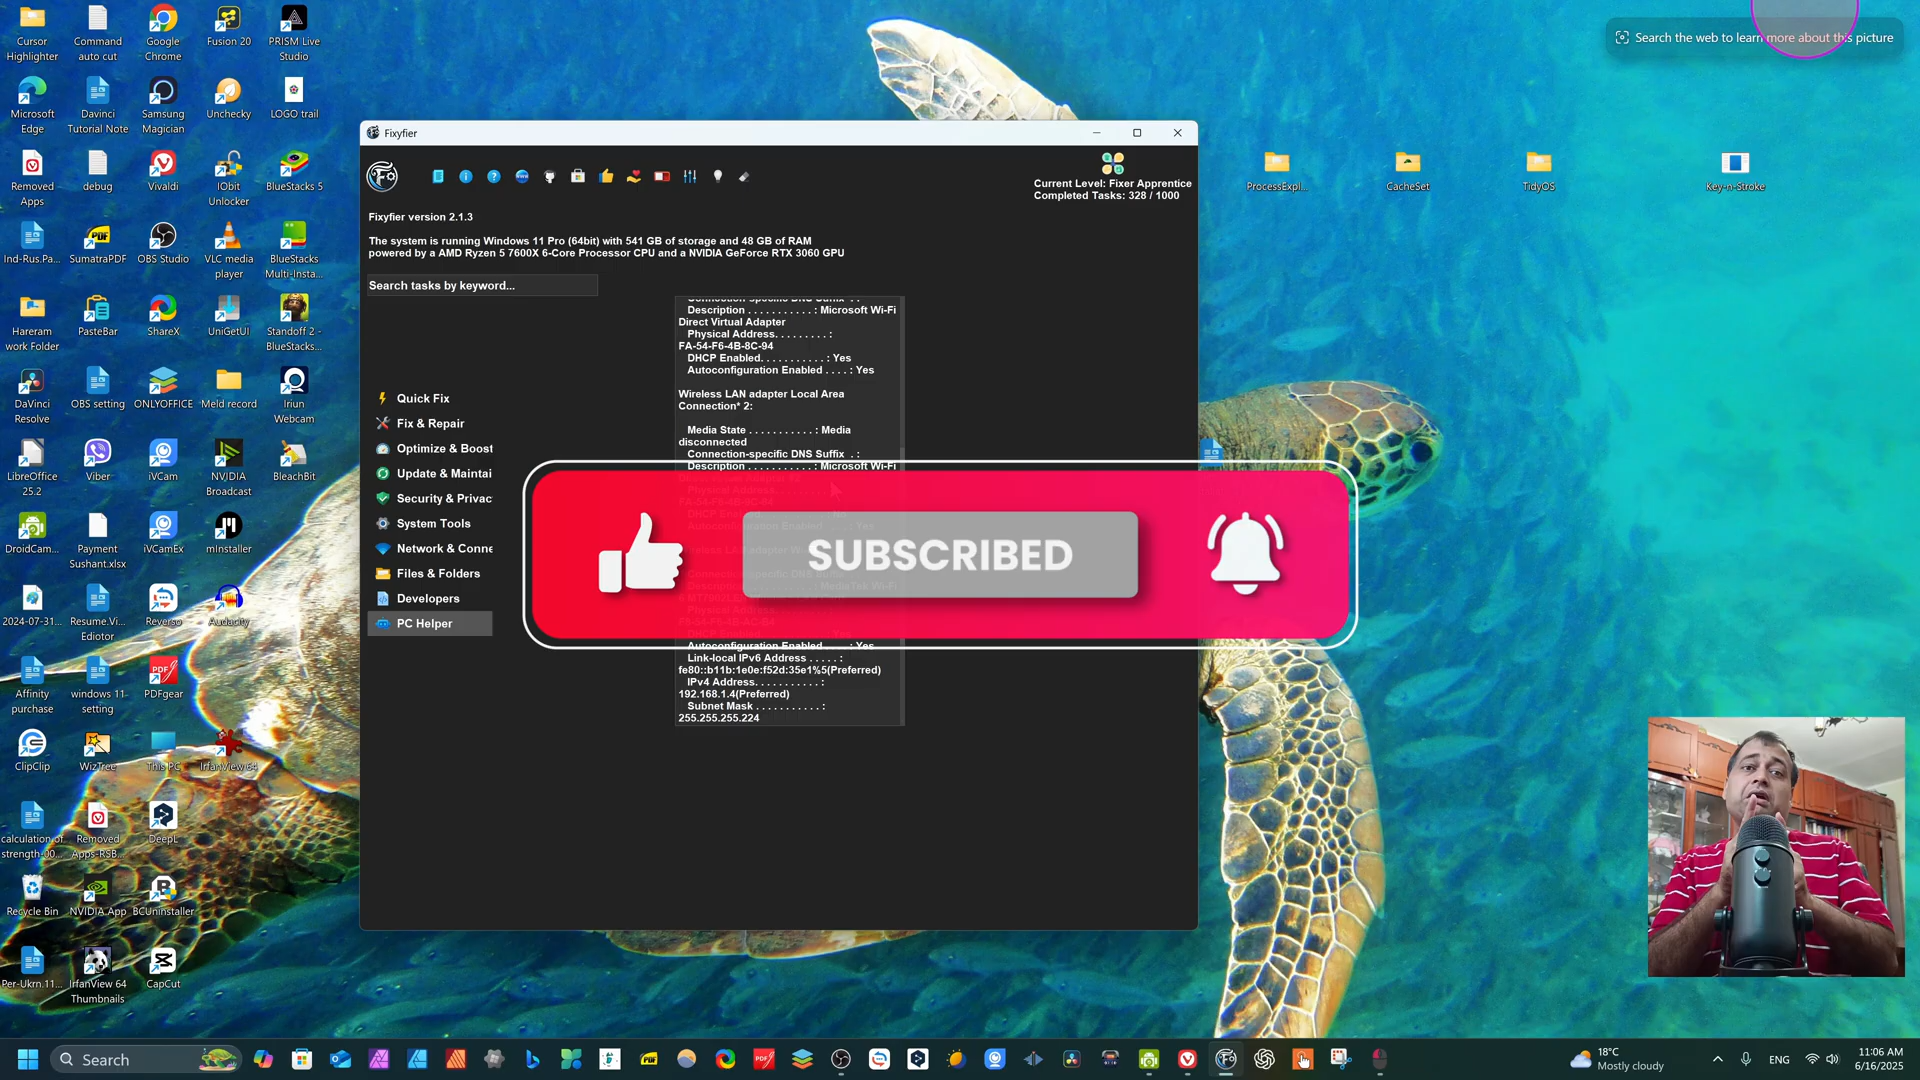 Cursor
Highlighter
Command
auto cut
Google
Chrome
Fusion 20
PRISM Live
Studio
Microsoft
Edge
Davinci
Tutorial Note
Samsung
Magician
Unchecky
LOGO trail
Removed
Apps
debug
Vivaldi
IObit
Unlocker
BlueStacks 5
Ind-Rus.Pa...
SumatraPDF
OBS Studio
VLC media
player
BlueStacks
Multi-Insta...
Hareram
work Folder
PasteBar
ShareX
UniGetUI
Standoff 2 -
BlueStacks...
DaVinci
Resolve
OBS setting
ONLYOFFICE
Meld record
Iriun
Webcam
LibreOffice
25.2
Viber
iVCam
NVIDIA
Broadcast
BleachBit
DroidCam...
Payment
Sushant.xlsx
iVCamEx
mInstaller
2024-07-31...
Resume.Vi...
Ediotor
Reverso
Audacity
Affinity
purchase
windows 11
setting
PDFgear
ClipClip
WizTree
This PC
IrfanView 64
calculation of
strength-00...
Removed
Apps-RSB...
DeepL
Recycle Bin
NVIDIA App
BCUninstaller
Per-Ukrn.11...
IrfanView 64
Thumbnails
CapCut
Search the web to learn more about this picture
ProcessExpl...
CacheSet
TidyOS
Key-n-Stroke
Fixyfier
Current Level: Fixer Apprentice
Completed Tasks: 328 / 1000
Fixyfier version 2.1.3
The system is running Windows 11 Pro (64bit) with 541 GB of storage and 48 GB of RAM
powered by a AMD Ryzen 5 7600X 6-Core Processor CPU and a NVIDIA GeForce RTX 3060 GPU
Search tasks by keyword...
Quick Fix
Fix & Repair
Optimize & Boost
Update & Maintai
Security & Privac
System Tools
Network & Conne
Files & Folders
Developers
PC Helper
Connection-specific DNS Suffix . :
Description . . . . . . . . . . . : Microsoft Wi-Fi
Direct Virtual Adapter
Physical Address. . . . . . . . . :
FA-54-F6-4B-8C-94
DHCP Enabled. . . . . . . . . . . : Yes
Autoconfiguration Enabled . . . . : Yes
Wireless LAN adapter Local Area
Connection* 2:
Media State . . . . . . . . . . . : Media
disconnected
Connection-specific DNS Suffix . :
Description . . . . . . . . . . . : Microsoft Wi-Fi
SUBSCRIBED
Autoconfiguration Enabled . . . . : Yes
Link-local IPv6 Address . . . . . :
fe80::b11b:1e0e:f52d:35e1%5(Preferred)
IPv4 Address. . . . . . . . . . . :
192.168.1.4(Preferred)
Subnet Mask . . . . . . . . . . . :
255.255.255.224
Search
18°C
Mostly cloudy
ENG
11:06 AM
6/16/2025